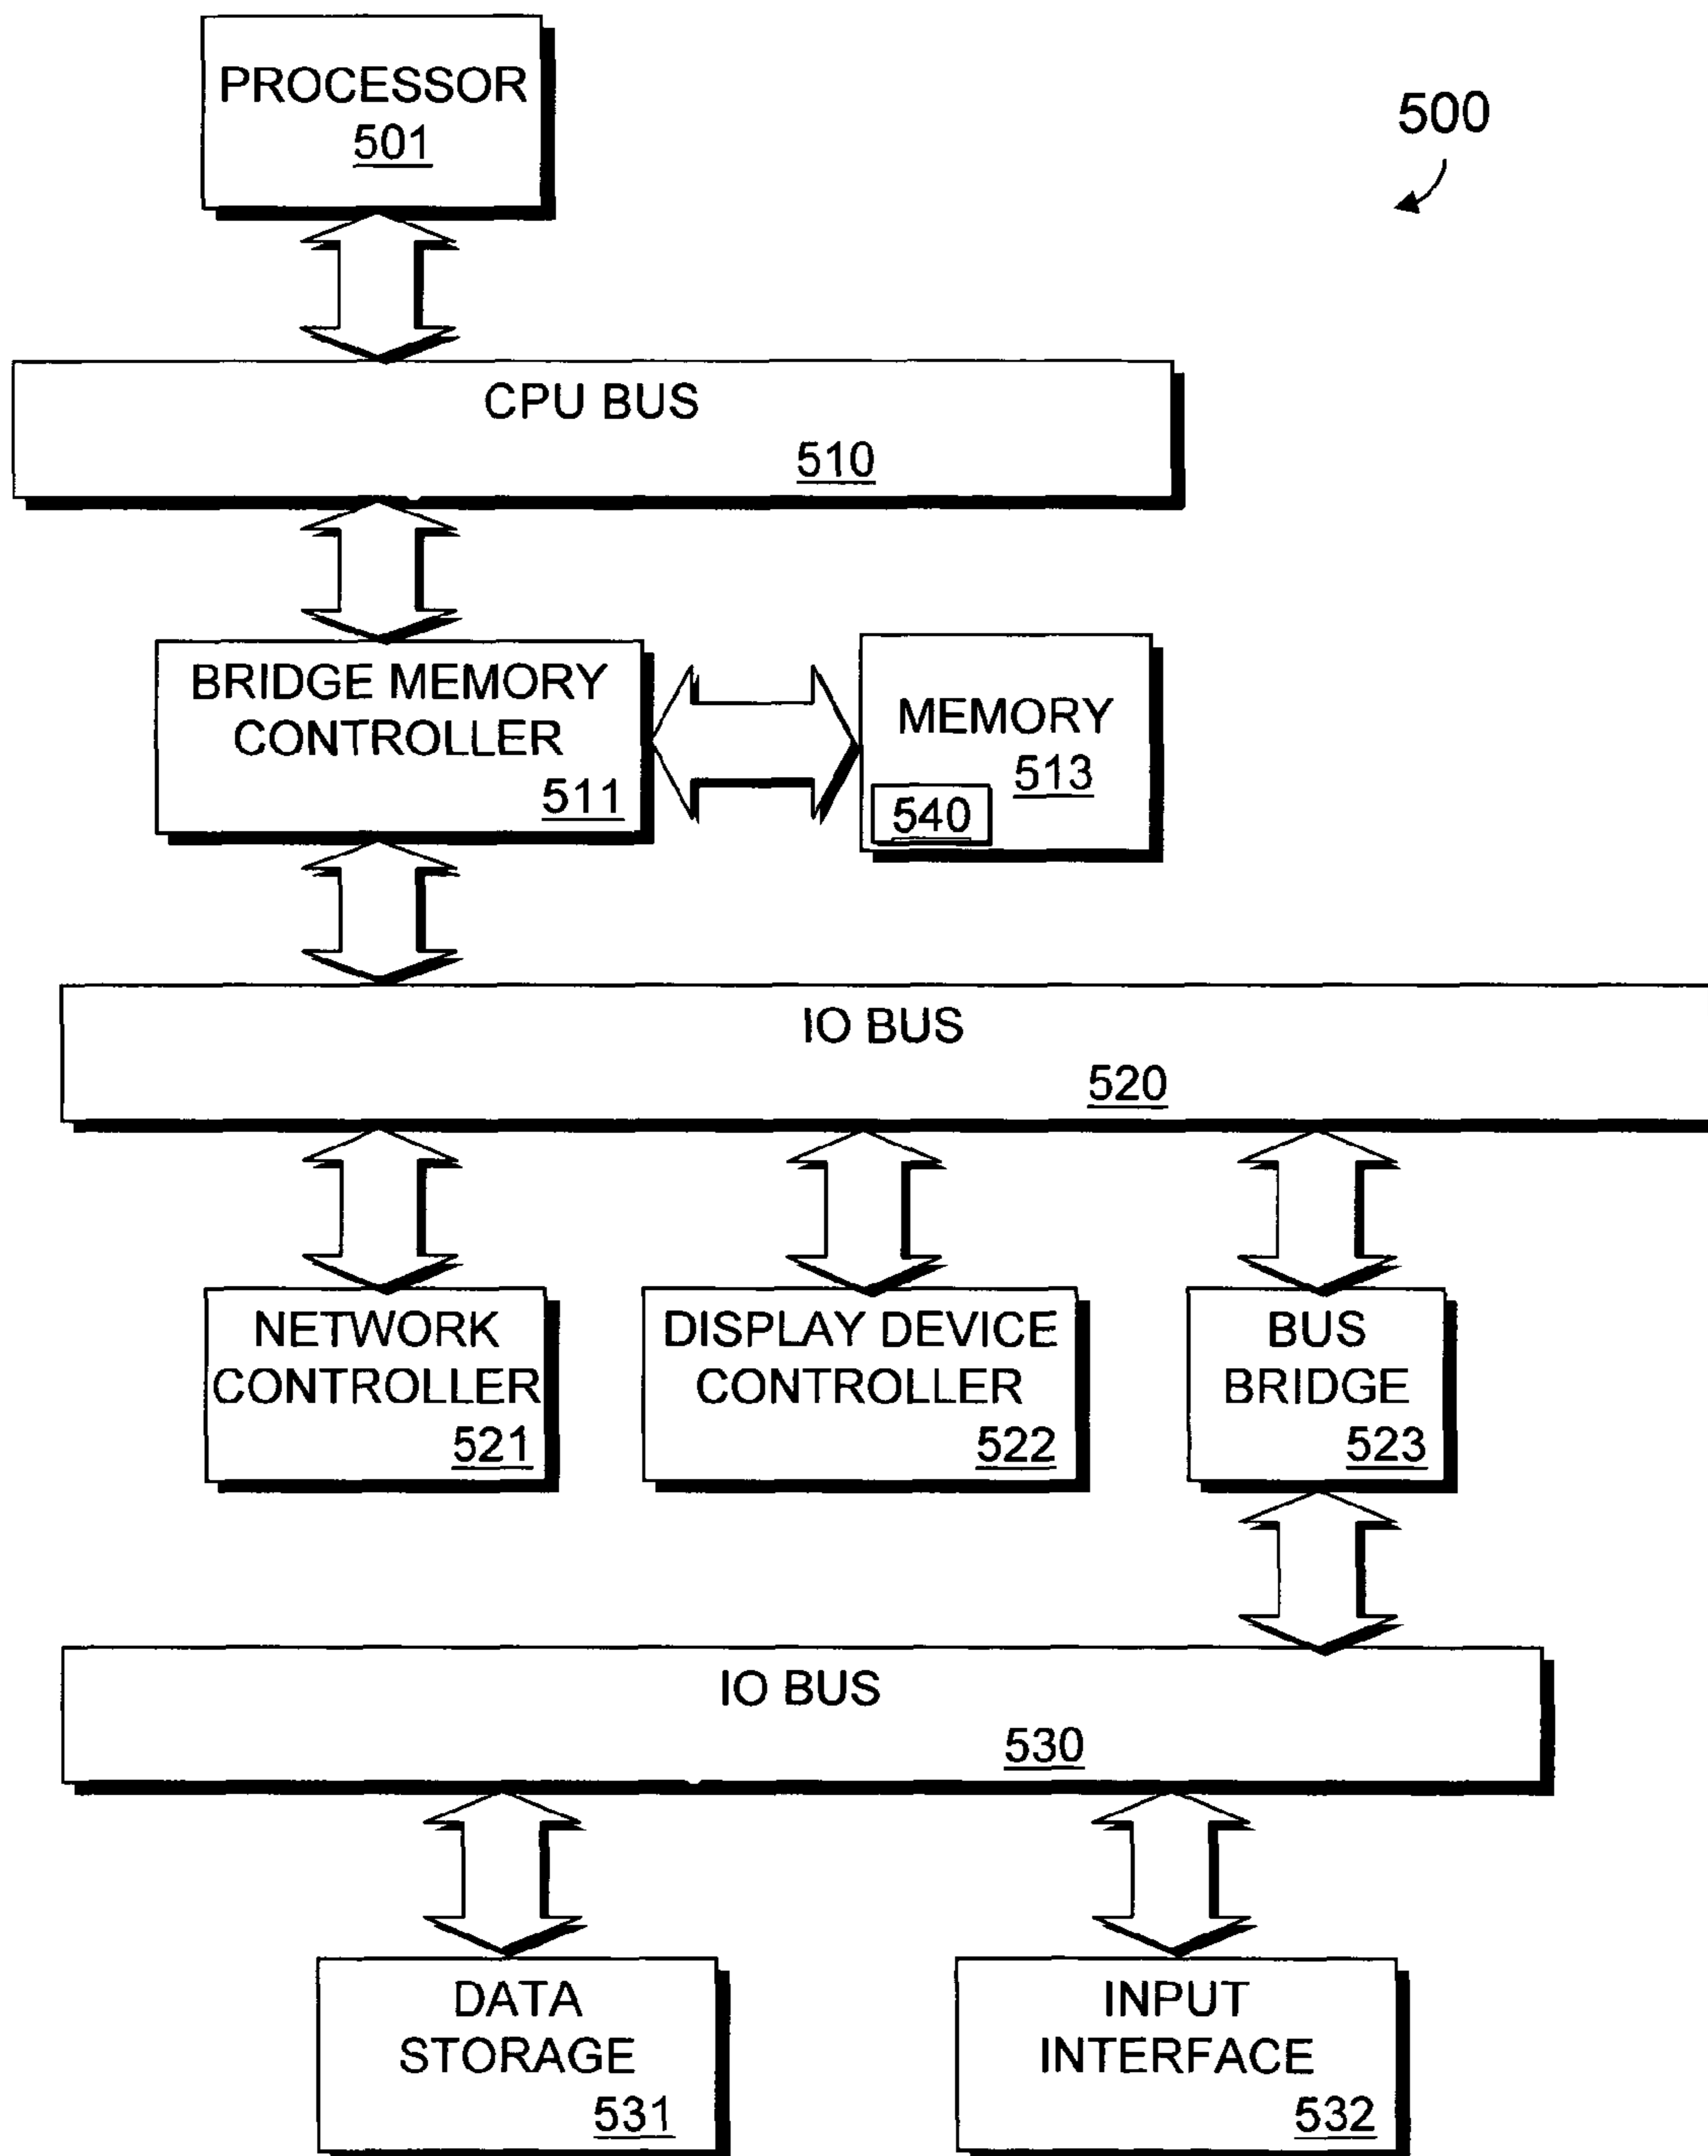 PROCESSOR
501
500
CPU BUS
510
BRIDGE MEMORY
CONTROLLER
511
MEMORY
513
540
IO BUS
520
NETWORK
CONTROLLER
521
DISPLAY DEVICE
CONTROLLER
522
BUS
BRIDGE
523
IO BUS
530
DATA
STORAGE
531
INPUT
INTERFACE
532